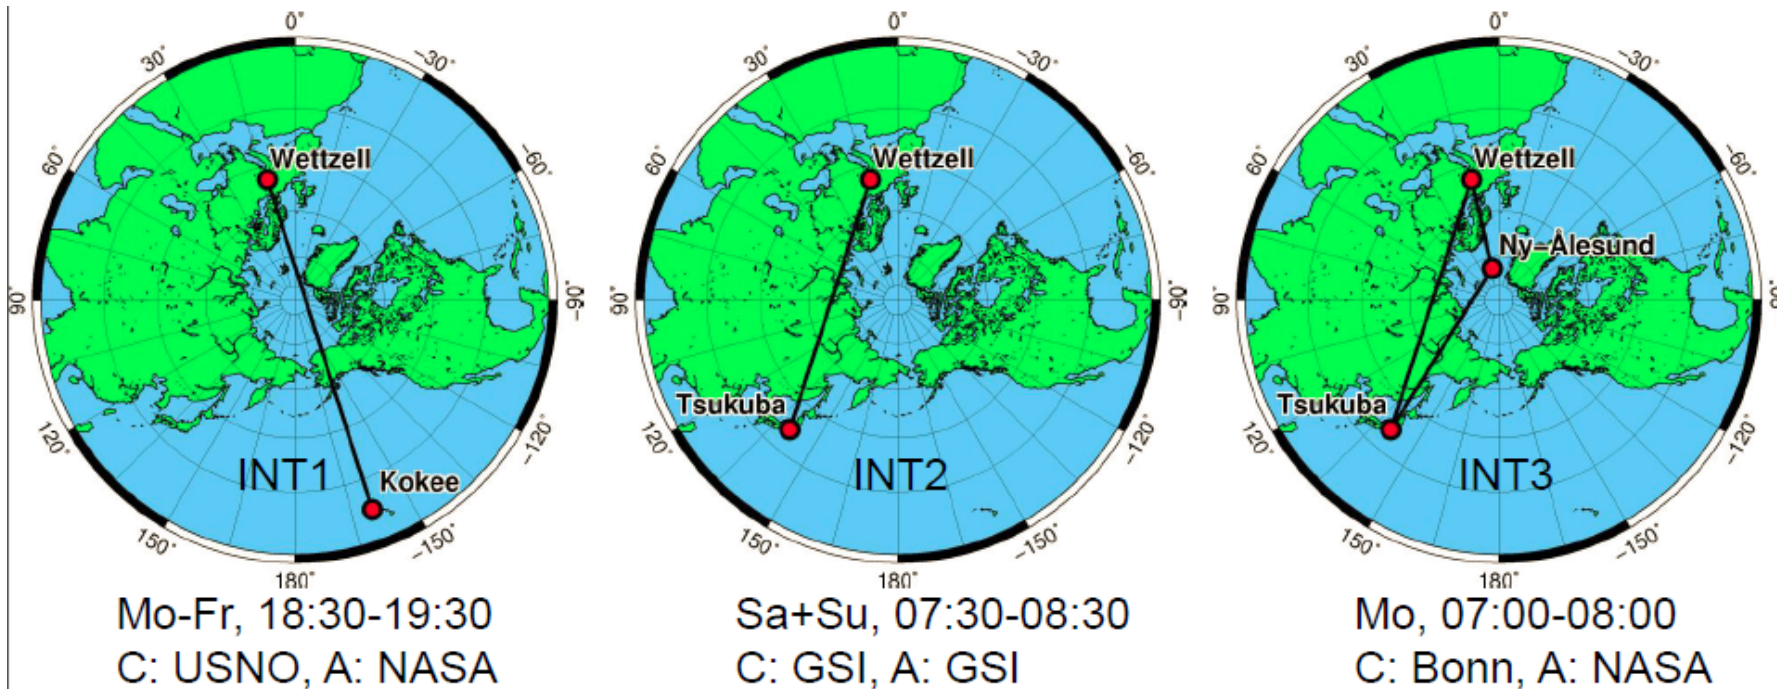 0°
30°
−30°
60°
−60°
90°
−90°
120°
−120°
150°
−150°
180°
Wettzell
Kokee
INT1
Mo-Fr, 18:30-19:30
C: USNO, A: NASA
0°
30°
−30°
60°
−60°
90°
−90°
120°
−120°
150°
−150°
180°
Wettzell
Tsukuba
INT2
Sa+Su, 07:30-08:30
C: GSI, A: GSI
0°
30°
−30°
60°
−60°
90°
−90°
120°
−120°
150°
−150°
180°
Wettzell
Ny−Ålesund
Tsukuba
INT3
Mo, 07:00-08:00
C: Bonn, A: NASA